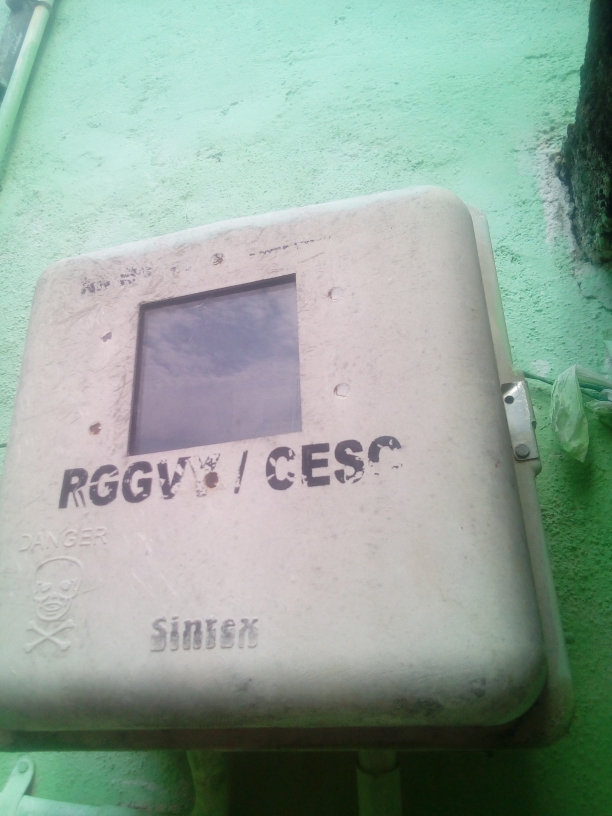 RGGVY / CESC
DANGER
Sintex